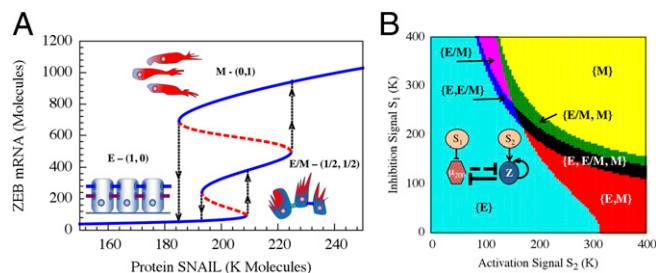 A
1200
1000
800
600
400
200
0
ZEB mRNA (Molecules)
M - (0,1)
E – (1, 0)
E/M – (1/2, 1/2)
160
180
200
220
240
Protein SNAIL (K Molecules)
B
400
300
200
100
0
Inhibition Signal S1 (K)
{E/M}
{M}
{E,E/M}
{E/M, M}
{E, E/M, M}
{E,M}
{E}
S1
S2
μ200
Z
0
100
200
300
400
Activation Signal S2 (K)